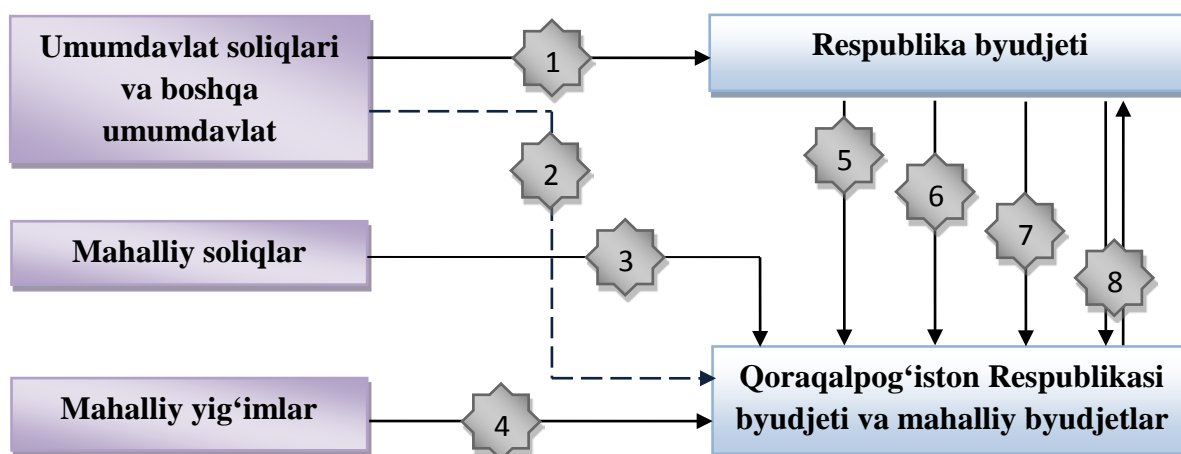 Umumdavlat soliqlari
va boshqa
umumdavlat
1
Respublika byudjeti
2
5
6
7
8
Mahalliy soliqlar
3
Mahalliy yig‘imlar
4
Qoraqalpog‘iston Respublikasi
byudjeti va mahalliy byudjetlar